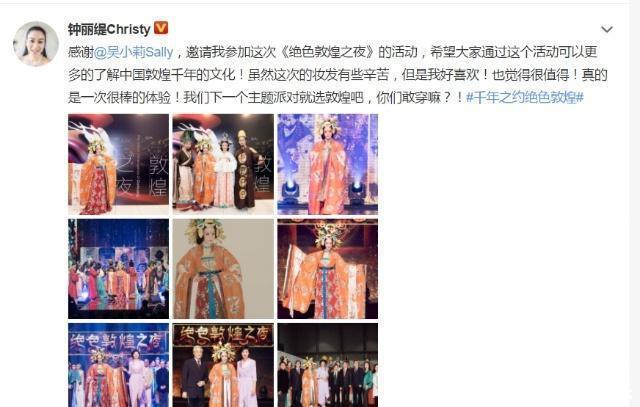 钟丽缇Christy
感谢@吴小莉Sally，邀请我参加这次《绝色敦煌之夜》的活动，希望大家通过这个活动可以更
多的了解中国敦煌千年的文化！虽然这次的妆发有些辛苦，但是我好喜欢！也觉得很值得！真的
是一次很棒的体验！我们下一个主题派对就选敦煌吧，你们敢穿嘛？！#千年之约绝色敦煌#
之夜 敦煌
敦煌
绝色敦煌之夜
绝色敦煌之夜